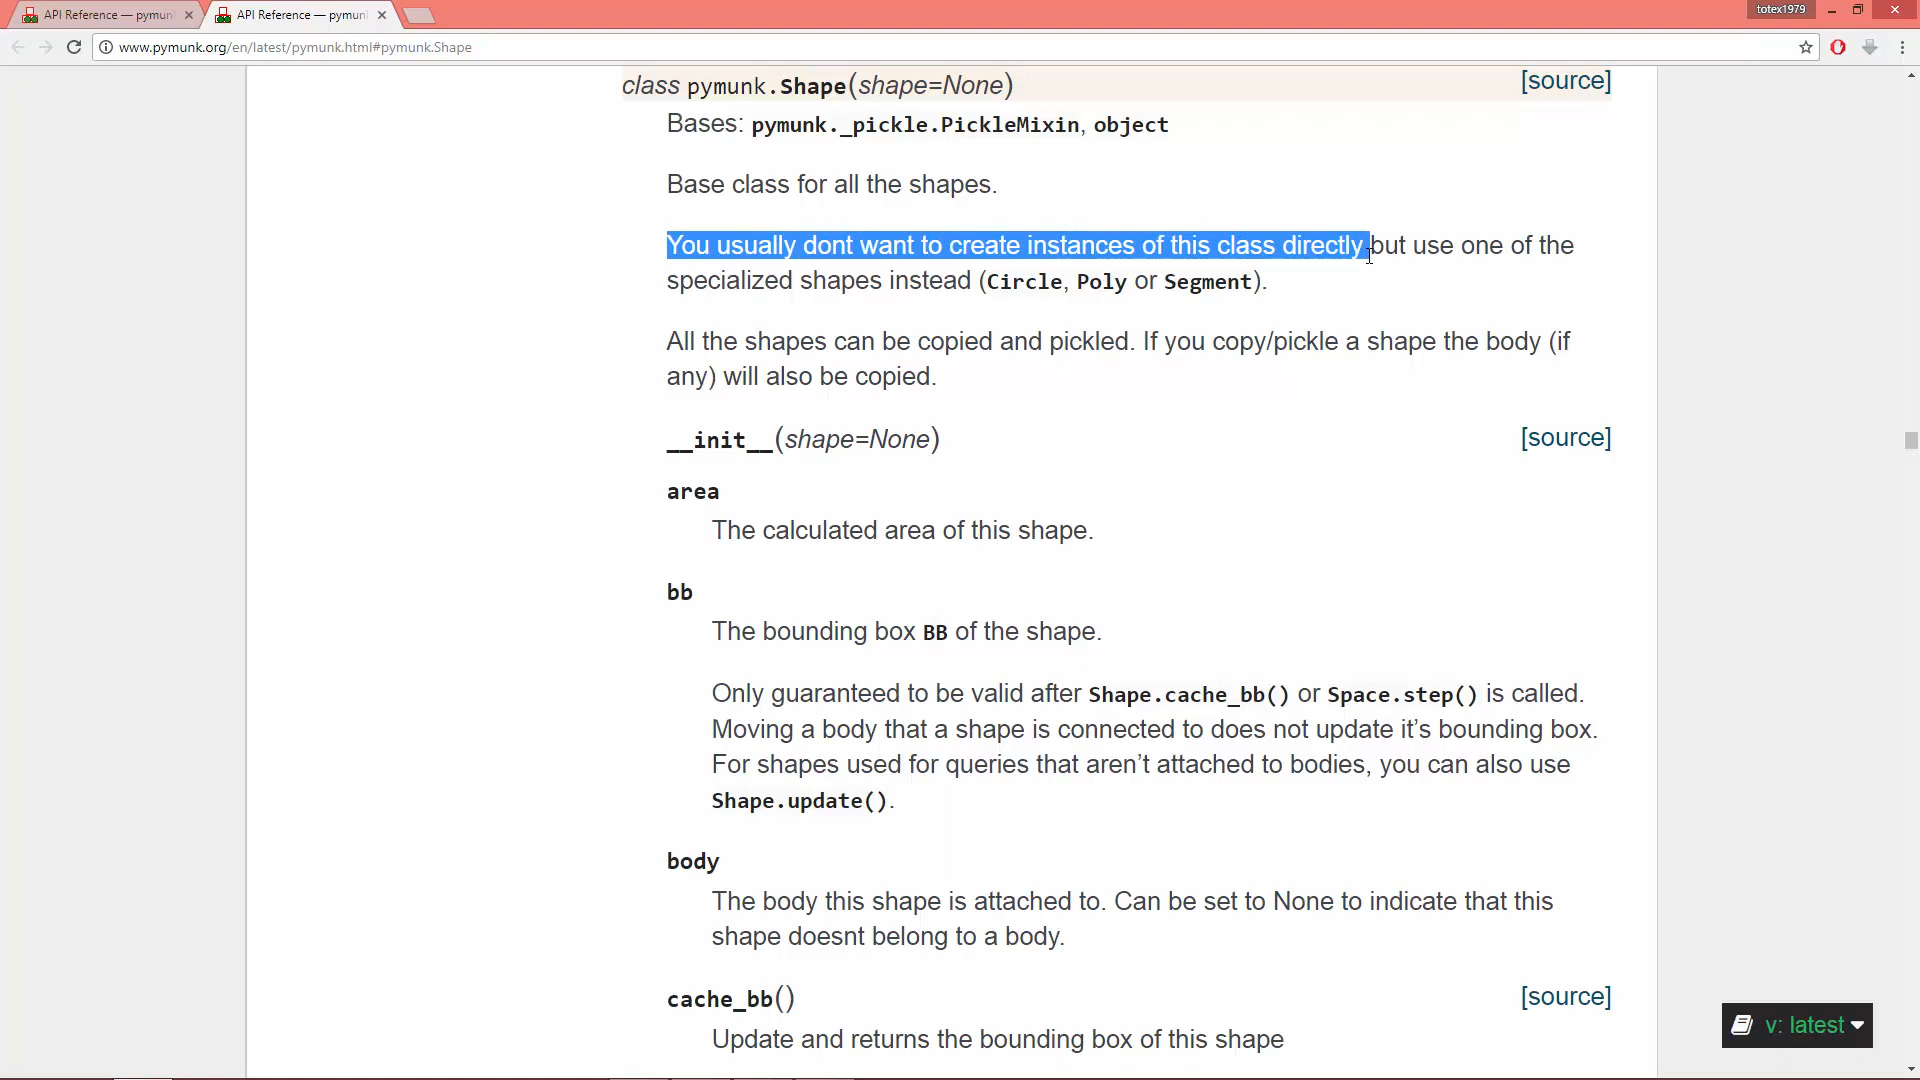 API Reference — pymun
API Reference — pymun
totex1979
www.pymunk.org/en/latest/pymunk.html#pymunk.Shape
class pymunk.Shape(shape=None) [source]
Bases: pymunk._pickle.PickleMixin, object
Base class for all the shapes.
You usually dont want to create instances of this class directly but use one of the
specialized shapes instead (Circle, Poly or Segment).
All the shapes can be copied and pickled. If you copy/pickle a shape the body (if
any) will also be copied.
__init__(shape=None) [source]
area
The calculated area of this shape.
bb
The bounding box BB of the shape.
Only guaranteed to be valid after Shape.cache_bb() or Space.step() is called.
Moving a body that a shape is connected to does not update it’s bounding box.
For shapes used for queries that aren’t attached to bodies, you can also use
Shape.update().
body
The body this shape is attached to. Can be set to None to indicate that this
shape doesnt belong to a body.
cache_bb() [source]
Update and returns the bounding box of this shape
v: latest